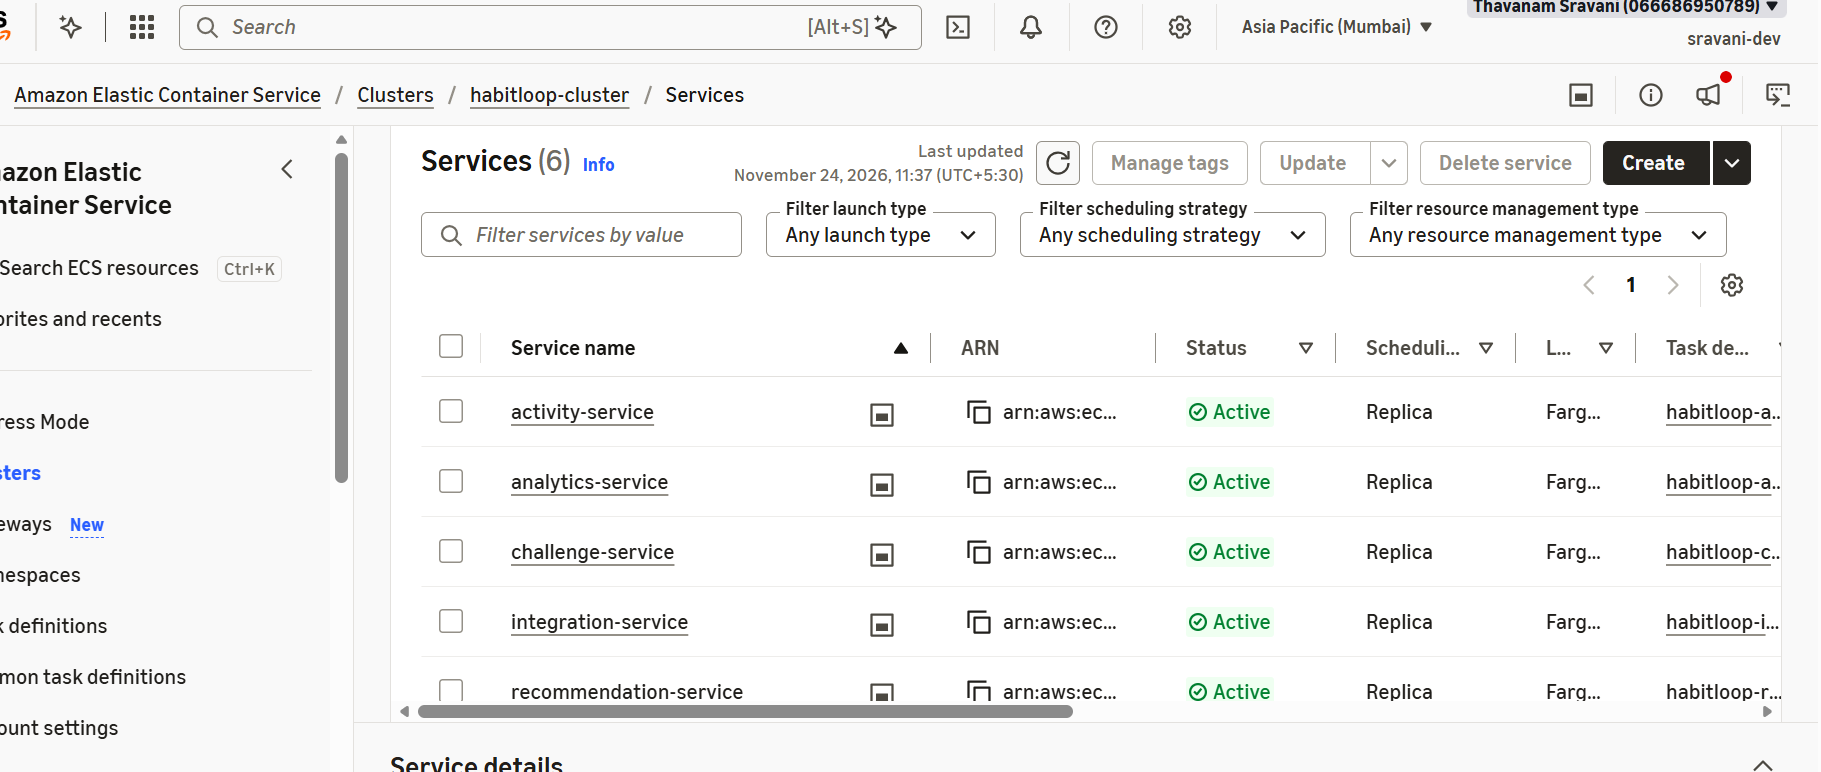 Search [Alt+S] Asia Pacific (Mumbai) Thavanam Sravani (066686950789)
sravani-dev
Amazon Elastic Container Service / Clusters / habitloop-cluster / Services
azon Elastic
ntainer Service
Search ECS resources Ctrl+K
orites and recents
ress Mode
sters
eways New
nespaces
k definitions
mon task definitions
ount settings
Services (6) Info
Last updated
November 24, 2026, 11:37 (UTC+5:30)
Manage tags Update Delete service Create
Filter services by value
Filter launch type
Any launch type
Filter scheduling strategy
Any scheduling strategy
Filter resource management type
Any resource management type
1
Service name ARN Status Scheduli... L... Task de...
activity-service arn:aws:ec... Active Replica Farg... habitloop-a...
analytics-service arn:aws:ec... Active Replica Farg... habitloop-a...
challenge-service arn:aws:ec... Active Replica Farg... habitloop-c...
integration-service arn:aws:ec... Active Replica Farg... habitloop-i...
recommendation-service arn:aws:ec... Active Replica Farg... habitloop-r...
Service details